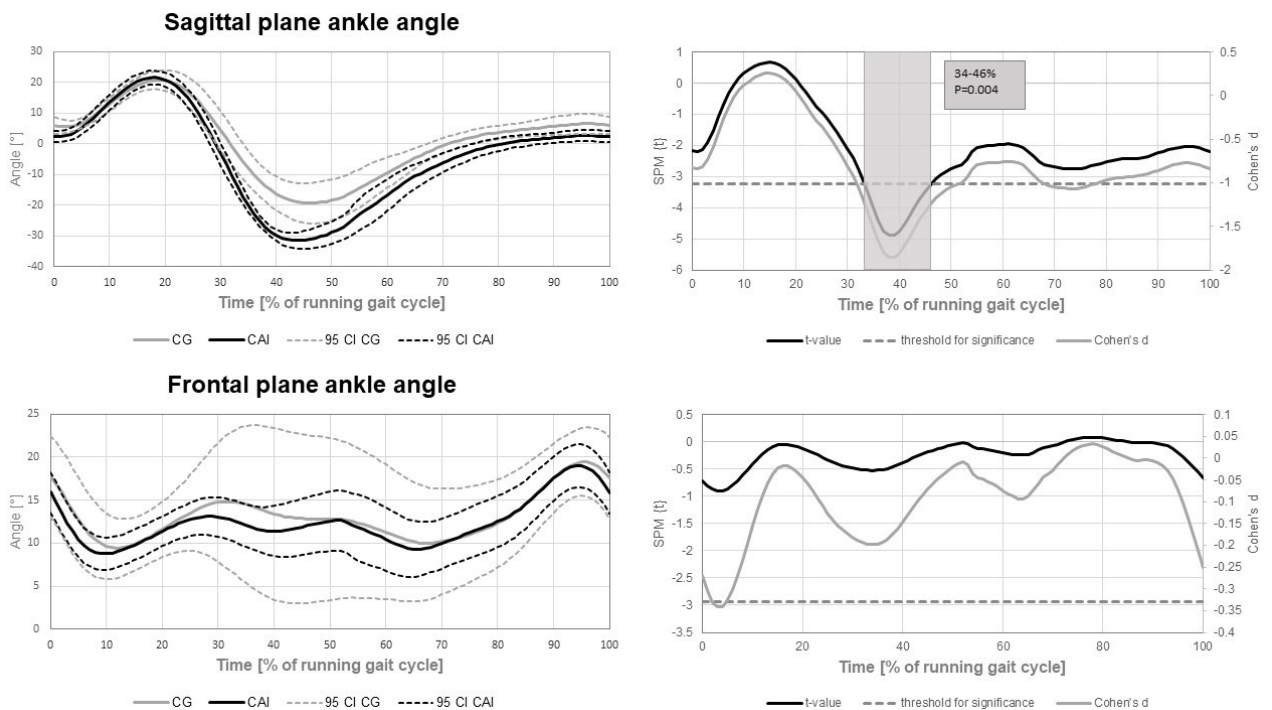 Sagittal plane ankle angle
30
20
10
0
-10
-20
-30
-40
Angle [°]
0 10 20 30 40 50 60 70 80 90 100
Time [% of running gait cycle]
CG CAI 95 CI CG 95 CI CAI
1
0
-1
-2
-3
-4
-5
-6
SPM {t}
34-46%
P=0.004
0.5
0
-0.5
-1
-1.5
-2
Cohen's d
0 10 20 30 40 50 60 70 80 90 100
Time [% of running gait cycle]
t-value threshold for significance Cohen's d
Frontal plane ankle angle
25
20
15
10
5
0
Angle [°]
0 10 20 30 40 50 60 70 80 90 100
Time [% of running gait cycle]
CG CAI 95 CI CG 95 CI CAI
0.5
0
-0.5
-1
-1.5
-2
-2.5
-3
-3.5
SPM {t}
0.1
0.05
0
-0.05
-0.1
-0.15
-0.2
-0.25
-0.3
-0.35
-0.4
Cohen's d
0 20 40 60 80 100
Time [% of running gait cycle]
t-value threshold for significance Cohen's d